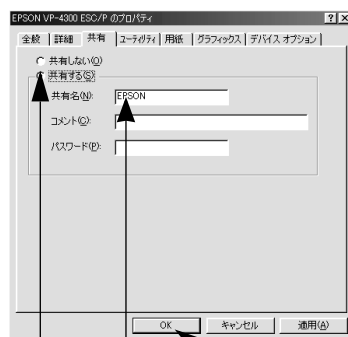 EPSON VP-4300 ESC/P のプロパティ
全般 詳細 共有 ユーティリティ 用紙 グラフィックス デバイス オプション
共有しない(O)
共有する(S)
共有名(N): EPSON
コメント(C):
パスワード(P):
OK キャンセル 適用(A)